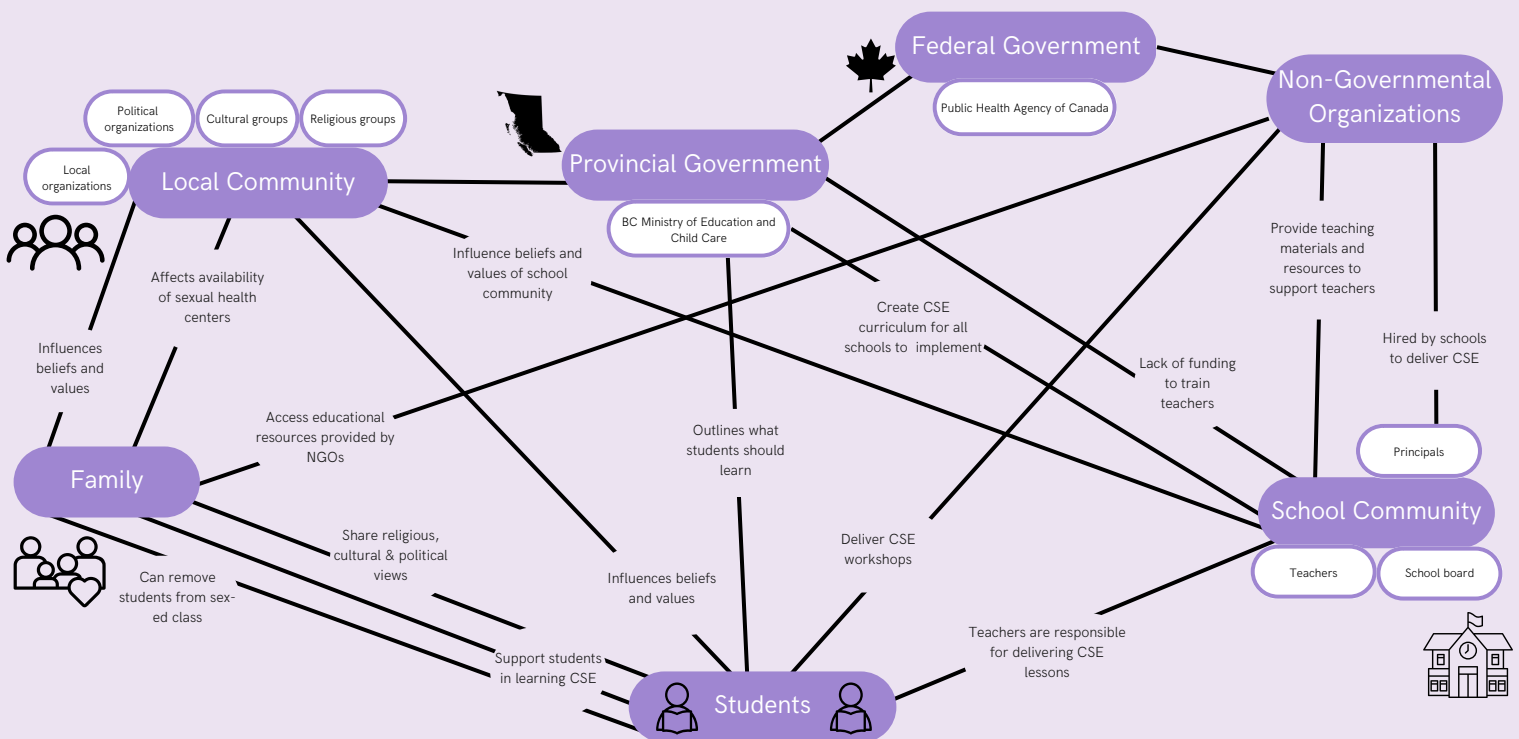 Federal Government
Public Health Agency of Canada
Non-Governmental
Organizations
Political
organizations
Cultural groups
Religious groups
Local
organizations
Local Community
Provincial Government
BC Ministry of Education and
Child Care
Influence beliefs and
values of school
community
Provide teaching
materials and
resources to
support teachers
Affects availability
of sexual health
centers
Create CSE
curriculum for all
schools to  implement
Influences
beliefs and
values
Hired by schools
to deliver CSE
Lack of funding
to train
teachers
Access educational
resources provided by
NGOs
Outlines what
students should
learn
Principals
Family
School Community
Share religious,
cultural & political
views
Deliver CSE
workshops
Teachers
School board
Can remove
students from sex-
ed class
Influences beliefs
and values
Teachers are responsible
for delivering CSE
lessons
Support students
in learning CSE
Students